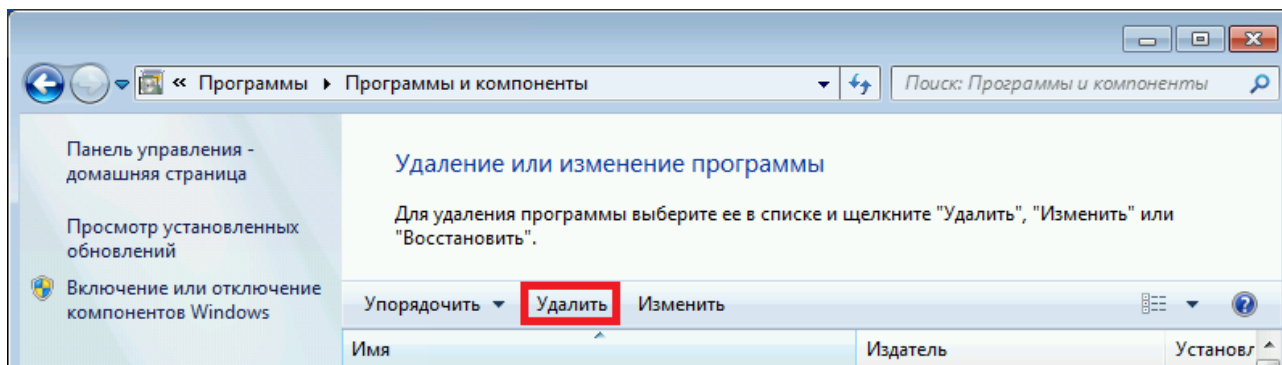 « Программы Программы и компоненты
Поиск: Программы и компоненты
Панель управления -
домашняя страница
Просмотр установленных
обновлений
Включение или отключение
компонентов Windows
Удаление или изменение программы
Для удаления программы выберите ее в списке и щелкните "Удалить", "Изменить" или
"Восстановить".
Упорядочить Удалить Изменить
Имя Издатель Установл